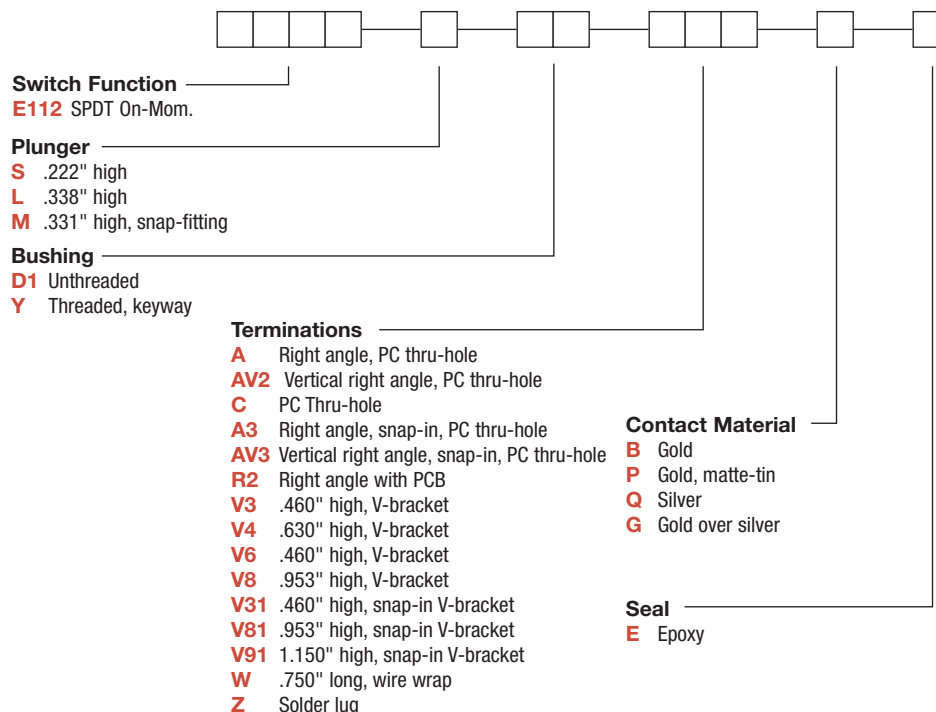 Switch Function
E112 SPDT On-Mom.
Plunger
S .222" high
L .338" high
M .331" high, snap-fitting
Bushing
D1 Unthreaded
Y Threaded, keyway
Terminations
A Right angle, PC thru-hole
AV2 Vertical right angle, PC thru-hole
C PC Thru-hole
A3 Right angle, snap-in, PC thru-hole
AV3 Vertical right angle, snap-in, PC thru-hole
R2 Right angle with PCB
V3 .460" high, V-bracket
V4 .630" high, V-bracket
V6 .460" high, V-bracket
V8 .953" high, V-bracket
V31 .460" high, snap-in V-bracket
V81 .953" high, snap-in V-bracket
V91 1.150" high, snap-in V-bracket
W .750" long, wire wrap
Z Solder lug
Contact Material
B Gold
P Gold, matte-tin
Q Silver
G Gold over silver
Seal
E Epoxy